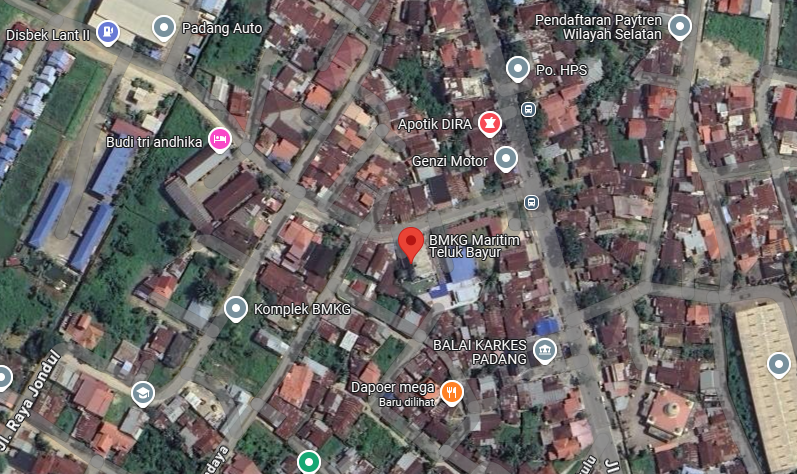 Pendaftaran Paytren
Wilayah Selatan
Disbek Lant II
Padang Auto
Po. HPS
Apotik DIRA
Budi tri andhika
Genzi Motor
BMKG Maritim
Teluk Bayur
Komplek BMKG
BALAI KARKES
PADANG
Jl. Raya Jondul
Dapoer mega
Baru dilihat